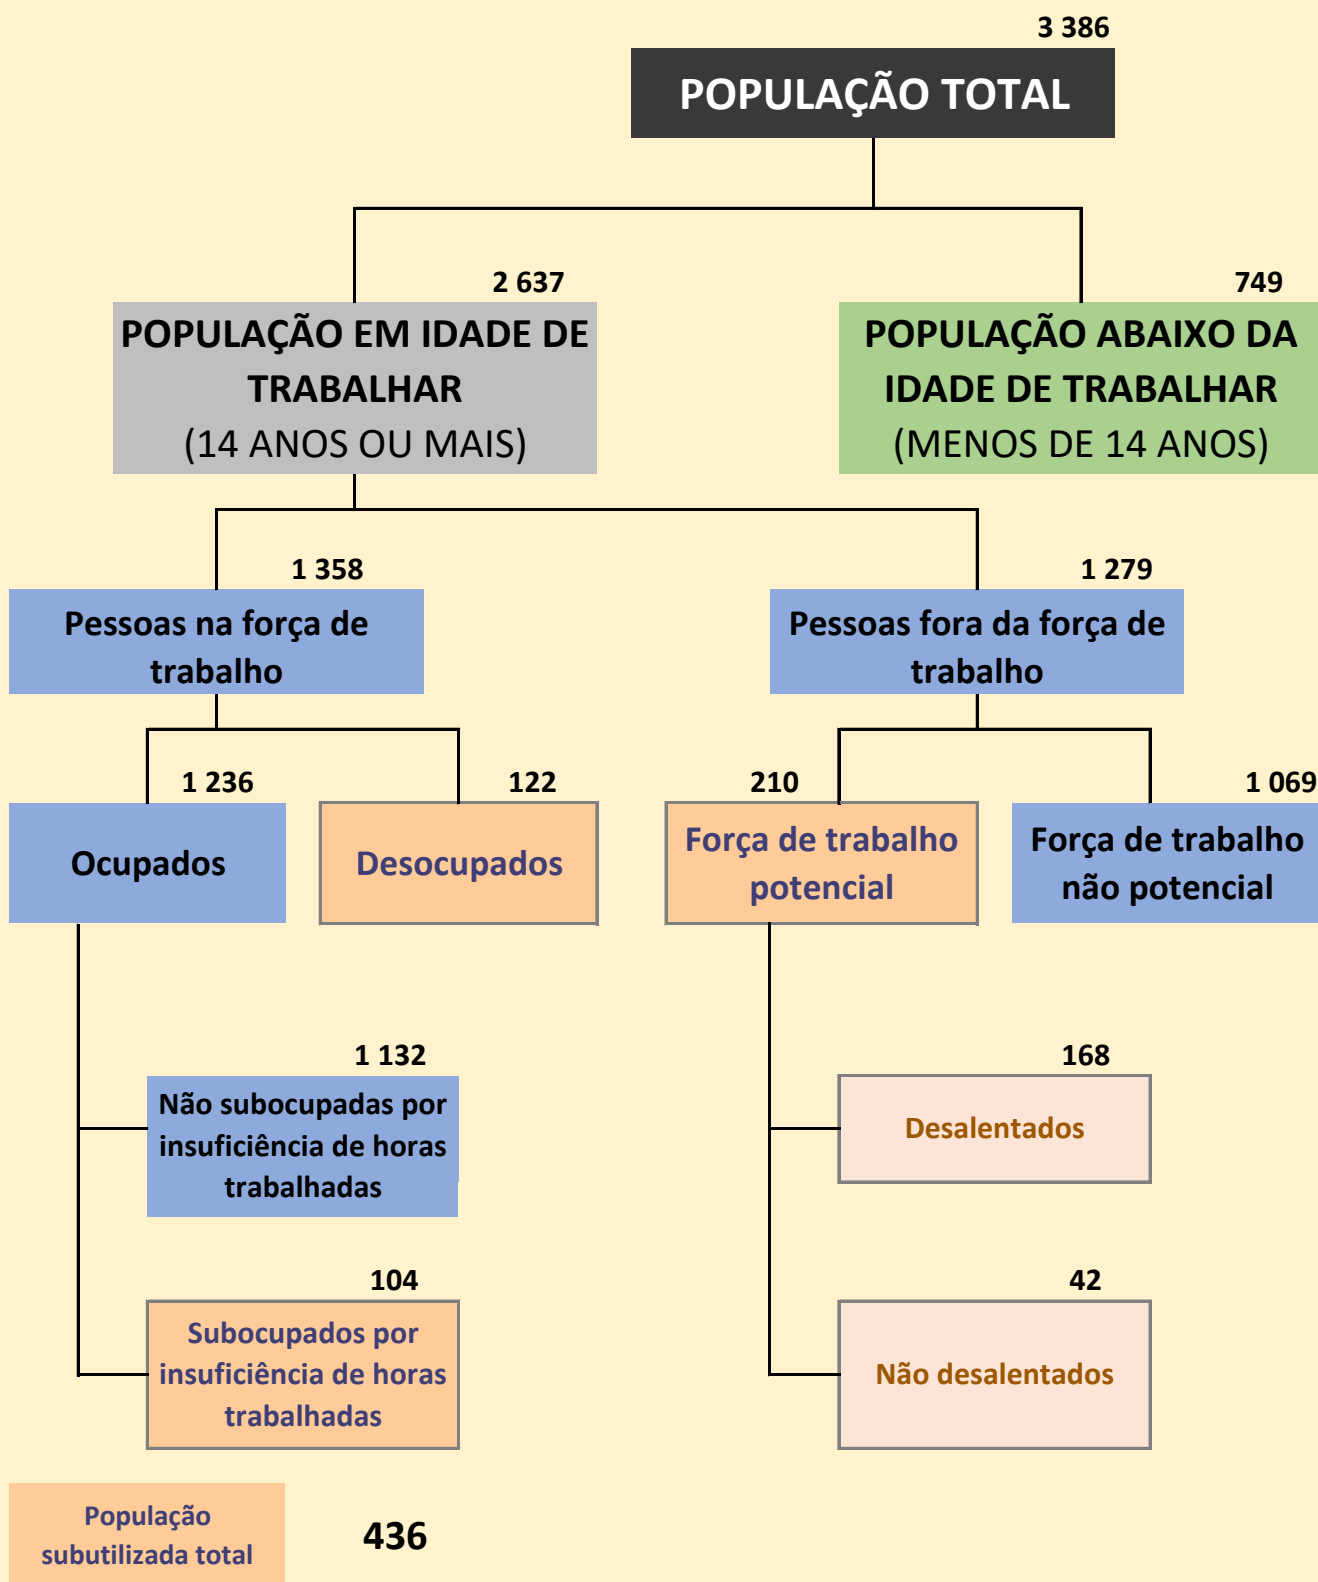 3 386
POPULAÇÃO TOTAL
2 637
POPULAÇÃO EM IDADE DE
TRABALHAR
(14 ANOS OU MAIS)
749
POPULAÇÃO ABAIXO DA
IDADE DE TRABALHAR
(MENOS DE 14 ANOS)
1 358
Pessoas na força de
trabalho
1 279
Pessoas fora da força de
trabalho
1 236
Ocupados
122
Desocupados
210
Força de trabalho
potencial
1 069
Força de trabalho
não potencial
1 132
Não subocupadas por
insuficiência de horas
trabalhadas
168
Desalentados
104
Subocupados por
insuficiência de horas
trabalhadas
42
Não desalentados
População
subutilizada total
436